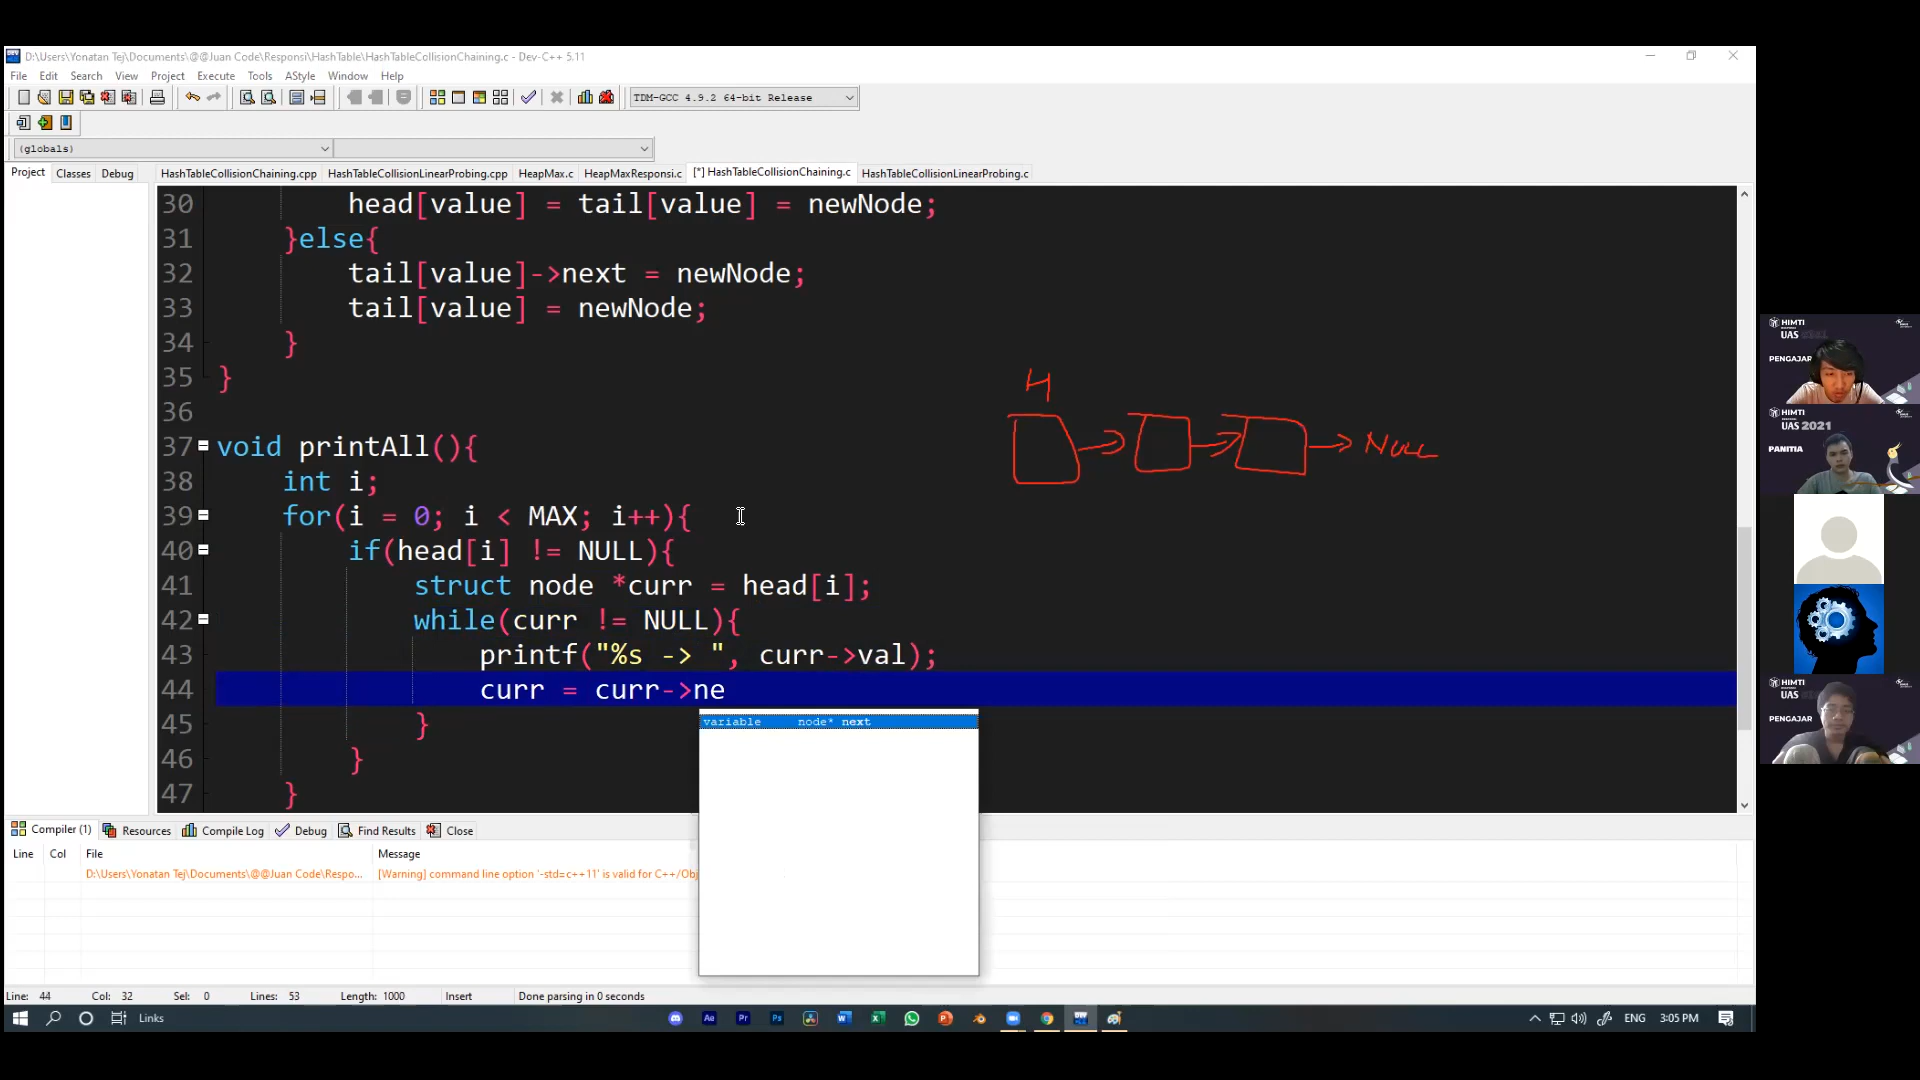 D:\Users\Yonatan Tej\Documents\@@Juan Code\Responsi\HashTable\HashTableCollisionChaining.c - Dev-C++ 5.11
File Edit Search View Project Execute Tools AStyle Window Help
TDM-GCC 4.9.2 64-bit Release
(globals)
Project Classes Debug HashTableCollisionChaining.cpp HashTableCollisionLinearProbing.cpp HeapMax.c HeapMaxResponsi.c [*] HashTableCollisionChaining.c HashTableCollisionLinearProbing.c
30 head[value] = tail[value] = newNode;
31 }else{
32 tail[value]->next = newNode;
33 tail[value] = newNode;
34 }
35 }
36
37 void printAll(){
38 int i;
39 for(i = 0; i < MAX; i++){
40 if(head[i] != NULL){
41 struct node *curr = head[i];
42 while(curr != NULL){
43 printf("%s -> ", curr->val);
44 curr = curr->ne
45 }
46 }
47 }
variable node* next
H
NULL
HIMTI
UAS
PENGAJAR
HIMTI
UAS 2021
PANITIA
HIMTI
UAS
PENGAJAR
Compiler (1) Resources Compile Log Debug Find Results Close
Line Col File Message
D:\Users\Yonatan Tej\Documents\@@Juan Code\Respo... [Warning] command line option '-std=c++11' is valid for C++/Obj
Line: 44 Col: 32 Sel: 0 Lines: 53 Length: 1000 Insert Done parsing in 0 seconds
Links
Ae Pr Ps
ENG 3:05 PM